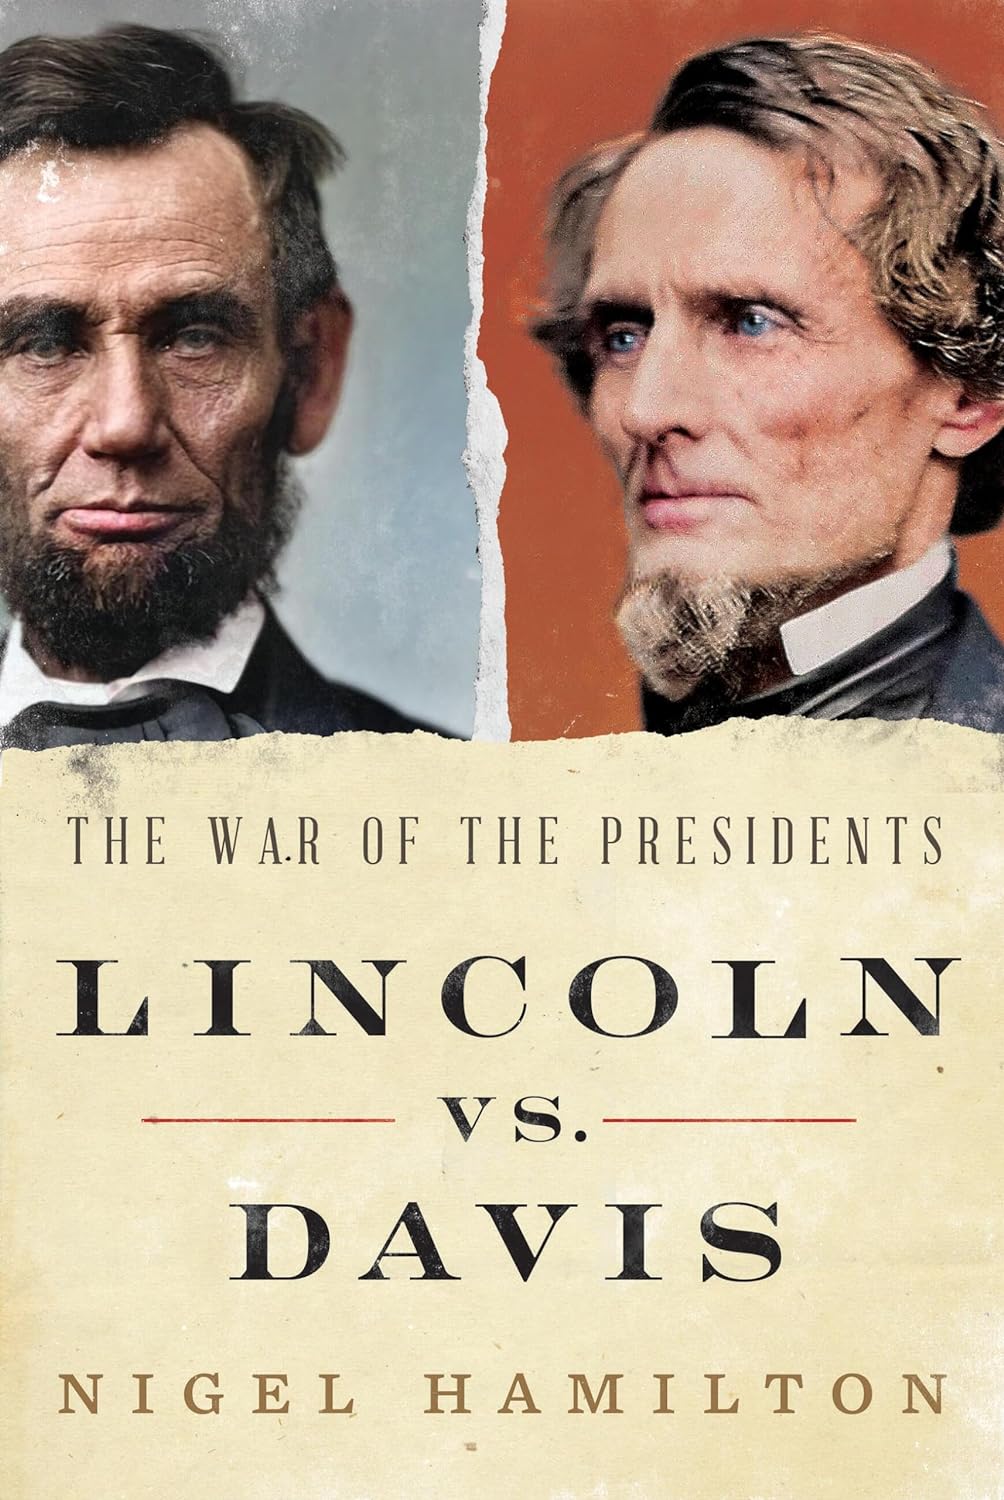 THE WAR OF THE PRESIDENTS
LINCOLN
VS.
DAVIS
NIGEL HAMILTON